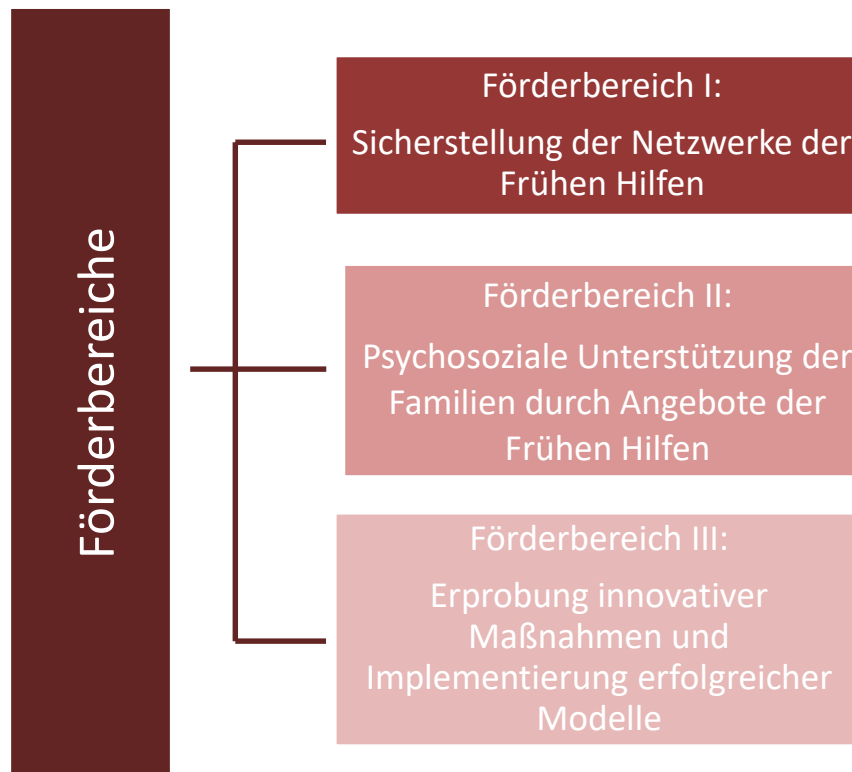 Förderbereiche
Förderbereich I:
Sicherstellung der Netzwerke der
Frühen Hilfen
Förderbereich II:
Psychosoziale Unterstützung der
Familien durch Angebote der
Frühen Hilfen
Förderbereich III:
Erprobung innovativer
Maßnahmen und
Implementierung erfolgreicher
Modelle